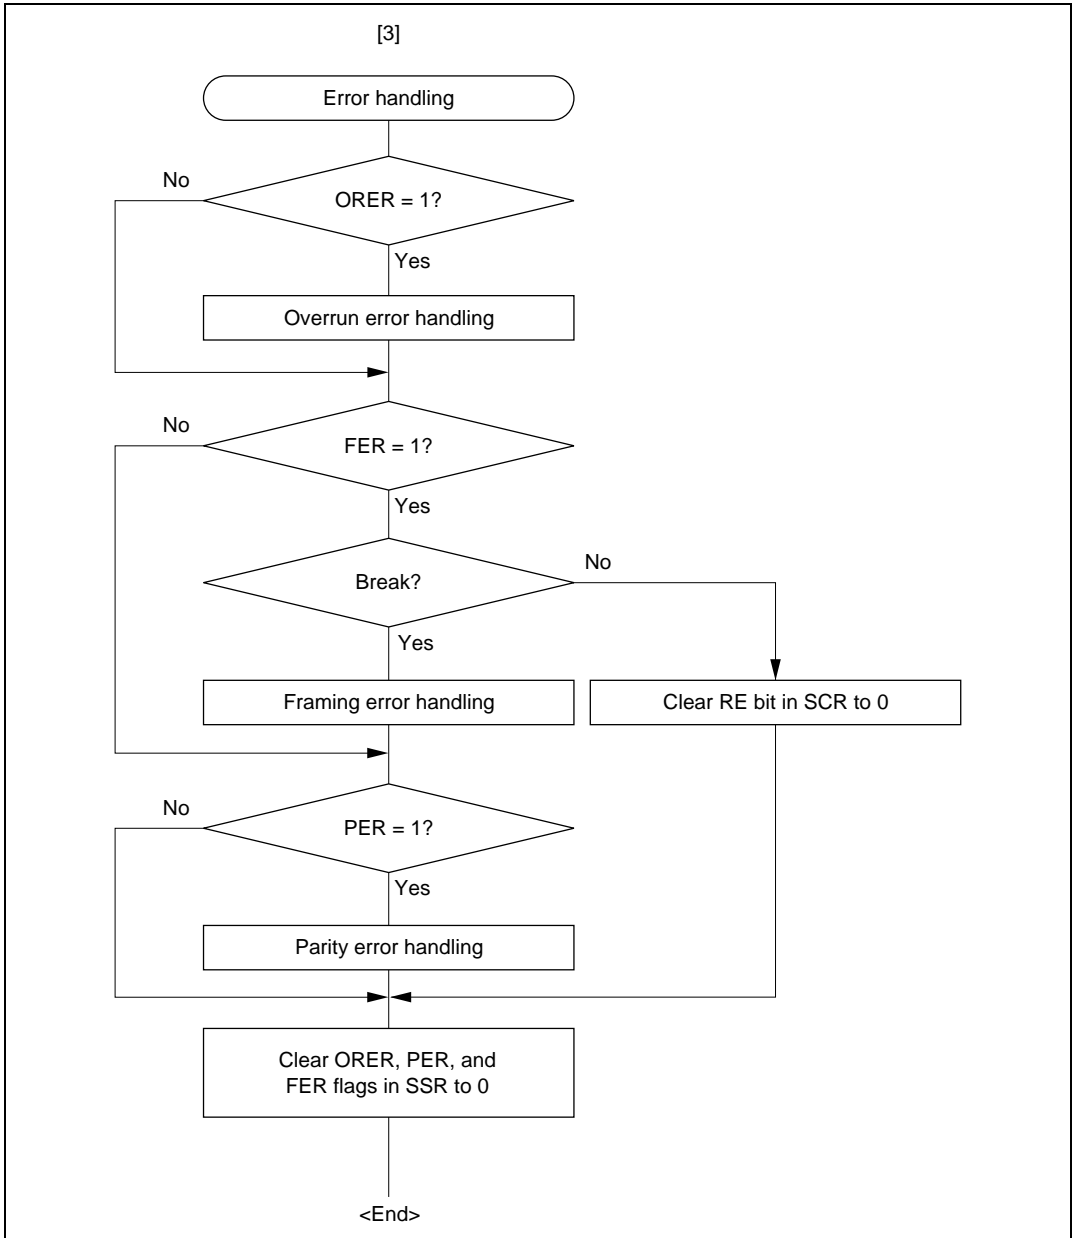 [3]
Error handling
No
ORER = 1?
Yes
Overrun error handling
No
FER = 1?
Yes
No
Break?
Yes
Framing error handling
Clear RE bit in SCR to 0
No
PER = 1?
Yes
Parity error handling
Clear ORER, PER, and
FER flags in SSR to 0
<End>